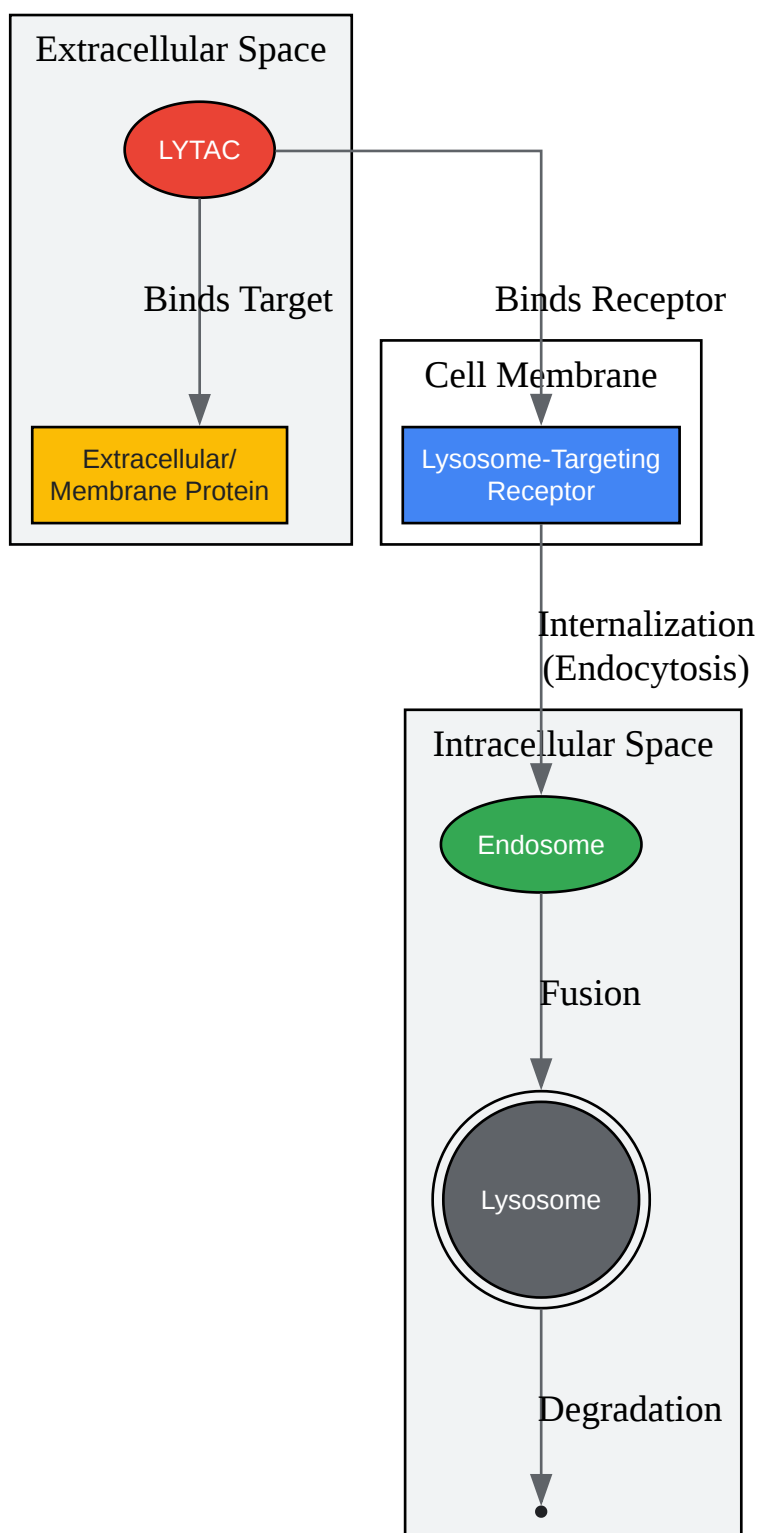 Extracellular Space
LYTAC
Binds Target
Binds Receptor
Cell Membrane
Extracellular/
Membrane Protein
Lysosome-Targeting
Receptor
Internalization
(Endocytosis)
Intracellular Space
Endosome
Fusion
Lysosome
Degradation